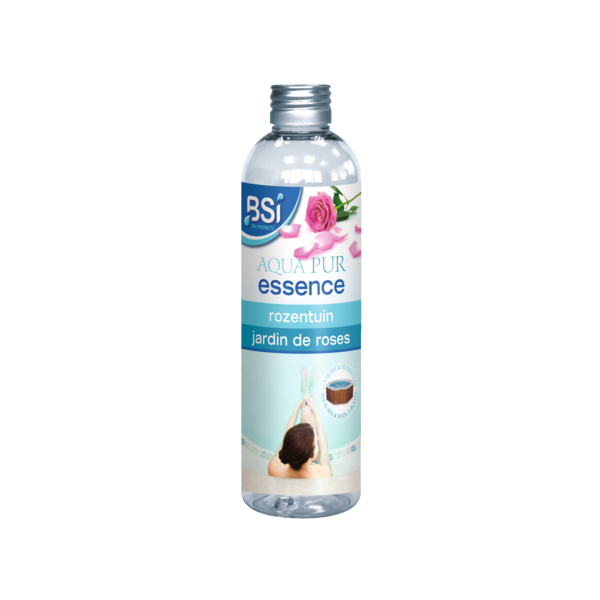 BSi
AQUA PUR
essence
rozentuin
jardin de roses